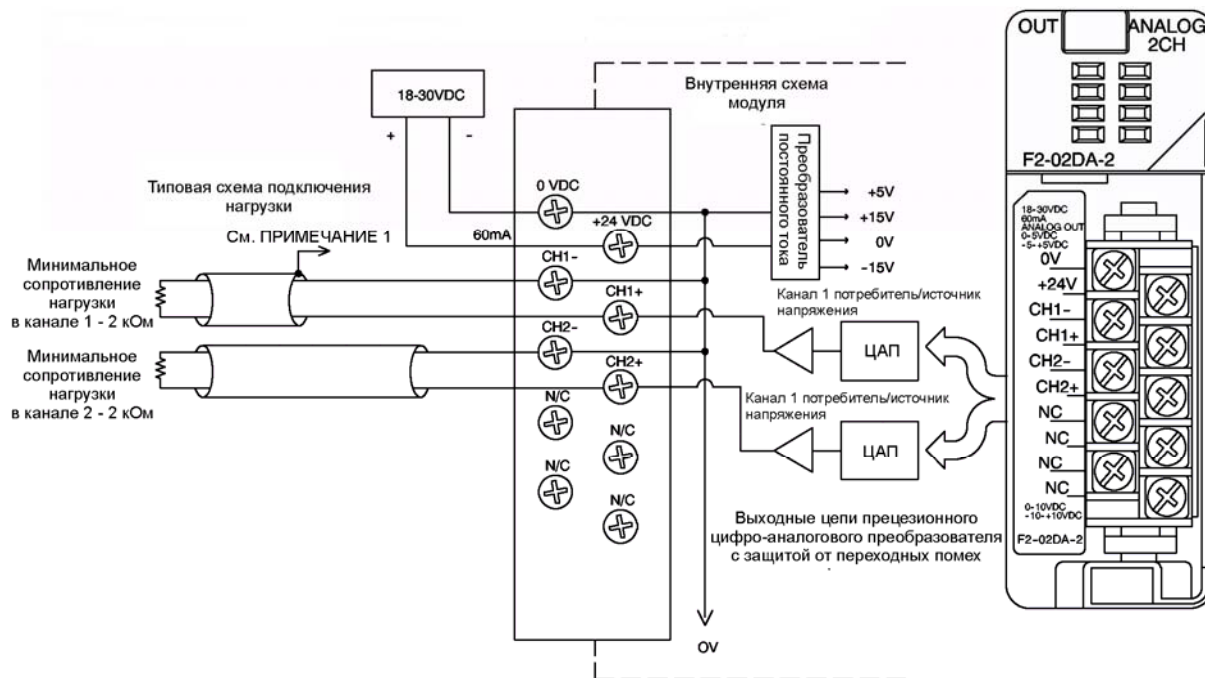 OUT
ANALOG
2CH
F2-02DA-2
18-30VDC
60mA
ANALOG OUT
0-5VDC
-5-+5VDC
0V
+24V
CH1-
CH1+
CH2-
CH2+
NC
NC
NC
NC
0-10VDC
-10-+10VDC
F2-02DA-2
18-30VDC
+
-
Внутренняя схема
модуля
Типовая схема подключения
нагрузки
См. ПРИМЕЧАНИЕ 1
60mA
0 VDC
+24 VDC
CH1-
CH1+
CH2-
CH2+
N/C
N/C
N/C
N/C
Преобразователь
постоянного тока
+5V
+15V
0V
-15V
Минимальное
сопротивление
нагрузки
в канале 1 - 2 кОм
Минимальное
сопротивление
нагрузки
в канале 2 - 2 кОм
Канал 1 потребитель/источник
напряжения
ЦАП
Канал 1 потребитель/источник
напряжения
ЦАП
Выходные цепи прецезионного
цифро-аналогового преобразователя
с защитой от переходных помех
0V